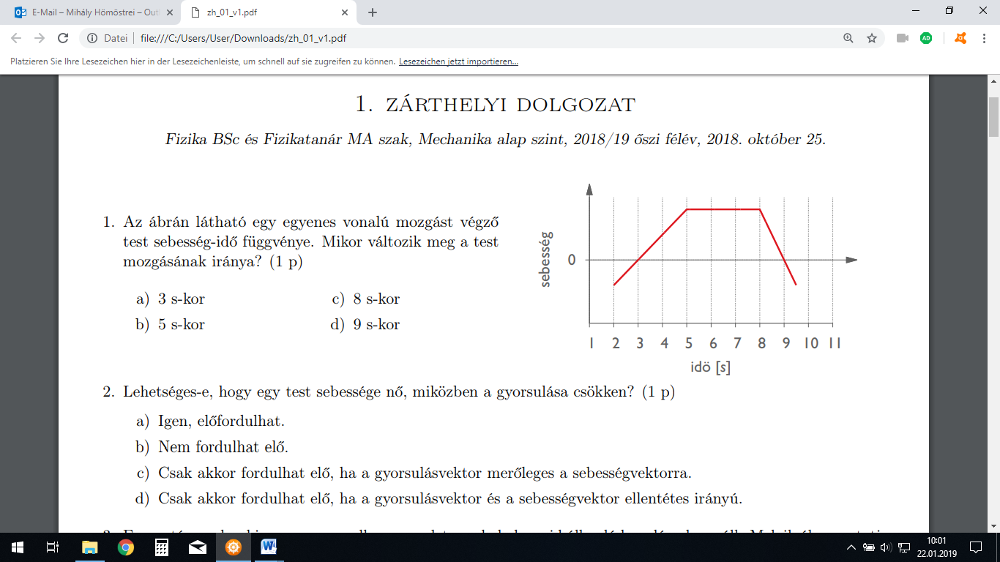 E-Mail – Mihály Hömöstrei – Out
zh_01_v1.pdf
Datei
file:///C:/Users/User/Downloads/zh_01_v1.pdf
AD
Platzieren Sie Ihre Lesezeichen hier in der Lesezeichenleiste, um schnell auf sie zugreifen zu können. Lesezeichen jetzt importieren...
1. ZÁRTHELYI DOLGOZAT
Fizika BSc és Fizikatanár MA szak, Mechanika alap szint, 2018/19 őszi félév, 2018. október 25.
1. Az ábrán látható egy egyenes vonalú mozgást végző
test sebesség-idő függvénye. Mikor változik meg a test
mozgásának iránya? (1 p)
a) 3 s-kor
c) 8 s-kor
b) 5 s-kor
d) 9 s-kor
sebesség
0
1 2 3 4 5 6 7 8 9 10 11
idö [s]
2. Lehetséges-e, hogy egy test sebessége nő, miközben a gyorsulása csökken? (1 p)
a) Igen, előfordulhat.
b) Nem fordulhat elő.
c) Csak akkor fordulhat elő, ha a gyorsulásvektor merőleges a sebességvektorra.
d) Csak akkor fordulhat elő, ha a gyorsulásvektor és a sebességvektor ellentétes irányú.
10:01
22.01.2019